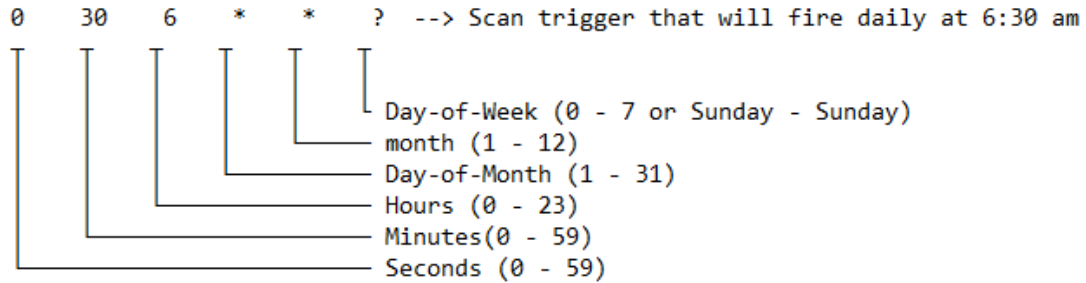 0 30 6 * * ? --> Scan trigger that will fire daily at 6:30 am
Day-of-Week (0 - 7 or Sunday - Sunday)
month (1 - 12)
Day-of-Month (1 - 31)
Hours (0 - 23)
Minutes(0 - 59)
Seconds (0 - 59)